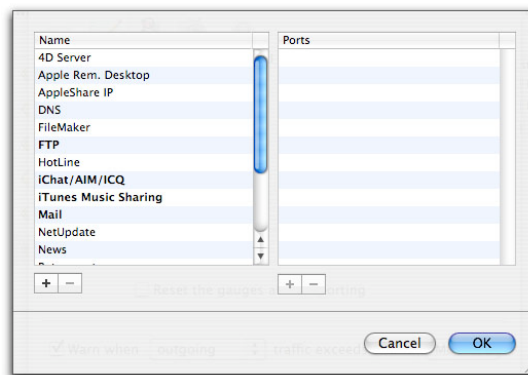 Name
Ports
4D Server
Apple Rem. Desktop
AppleShare IP
DNS
FileMaker
FTP
HotLine
iChat/AIM/ICQ
iTunes Music Sharing
Mail
NetUpdate
News
+ −
+ −
Reset the gauges
Cancel
OK
Warn when outgoing traffic exceeds